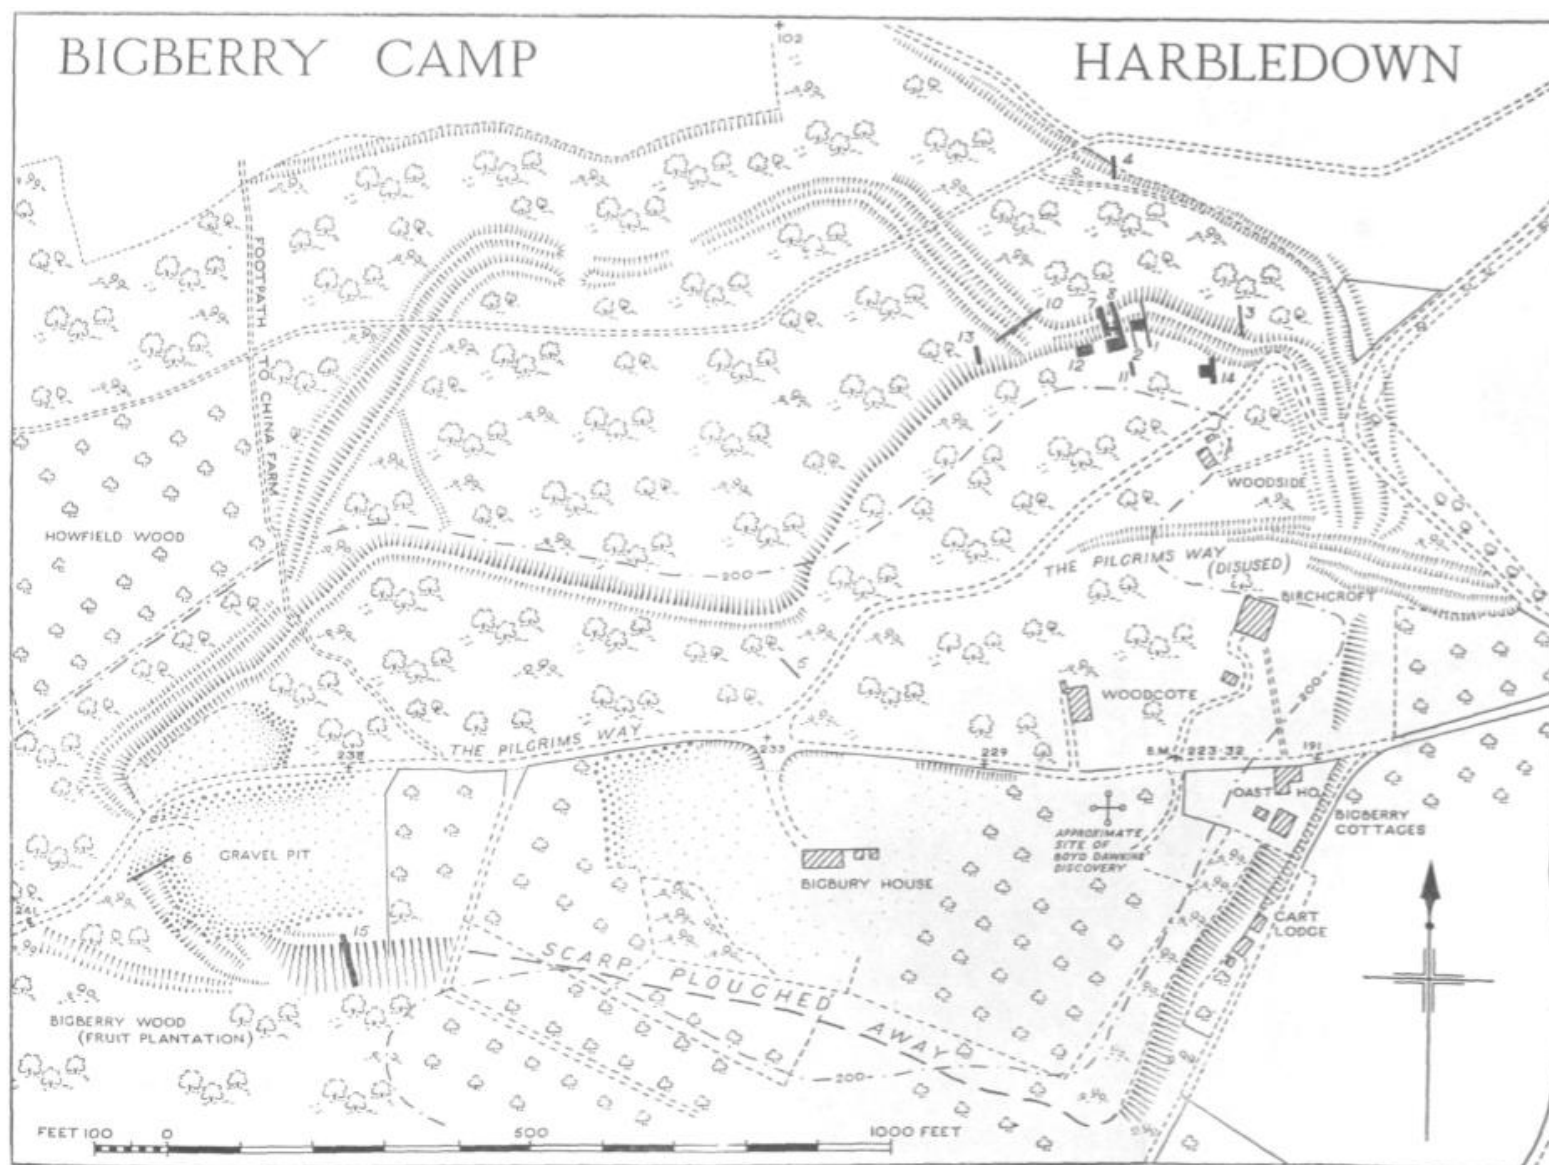 BIGBERRY CAMP
HARBLEDOWN
102
4
FOOTPATH TO CHINA FARM
10
7
8
3
13
12
2
1
11
14
WOODSIDE
HOWFIELD WOOD
200
THE PILGRIMS WAY
(DISUSED)
BIRCHCROFT
5
WOODCOTE
200
THE PILGRIMS WAY
238
233
229
B.M.
223·32
191
OAST HO.
BIGBERRY
COTTAGES
APPROXIMATE
SITE OF
BOYD DAWKINS
DISCOVERY
6
GRAVEL PIT
BIGBURY HOUSE
241
15
CART
LODGE
SCARP PLOUGHED AWAY
BIGBERRY WOOD
(FRUIT PLANTATION)
200
FEET 100
0
500
1000 FEET